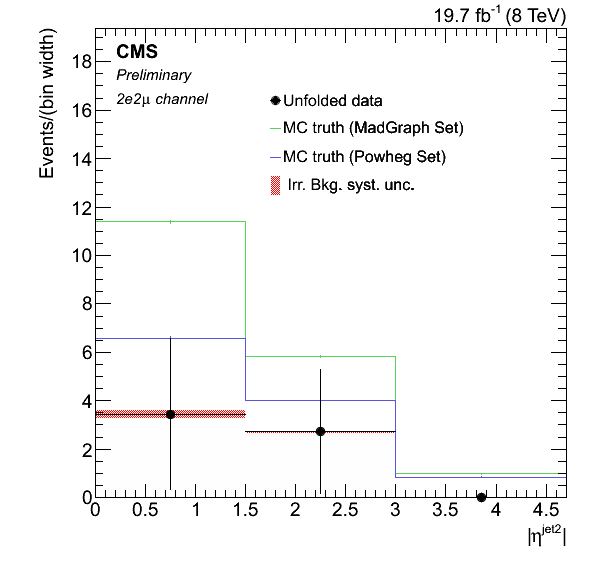 19.7 fb⁻¹ (8 TeV)
Events/(bin width)
CMS
Preliminary
2e2μ channel
Unfolded data
MC truth (MadGraph Set)
MC truth (Powheg Set)
Irr. Bkg. syst. unc.
18
16
14
12
10
8
6
4
2
0
0 0.5 1 1.5 2 2.5 3 3.5 4 4.5
|η^jet2|